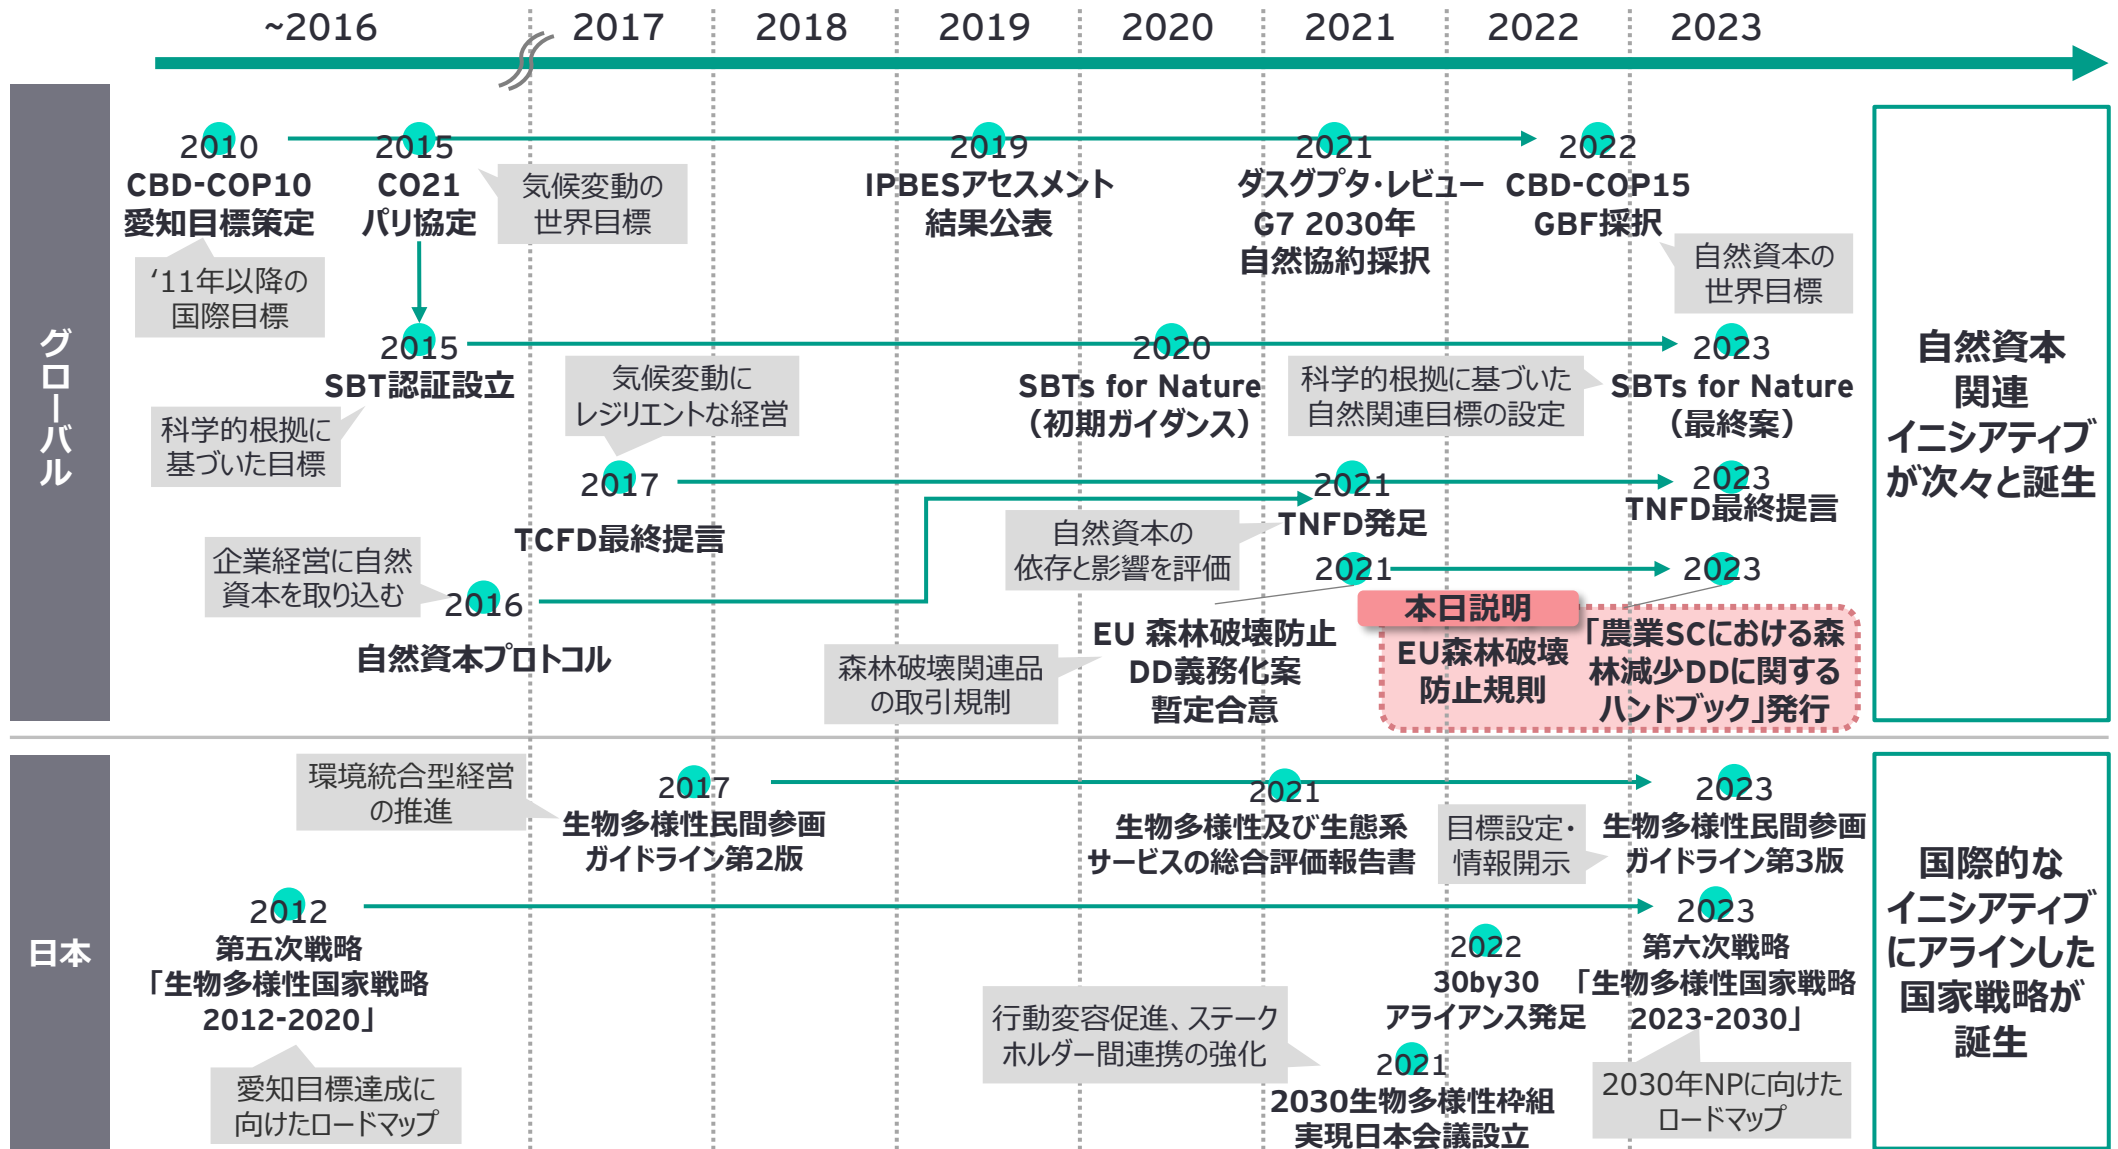 ~2016
2017
2018
2019
2020
2021
2022
2023
グローバル
2010
CBD-COP10
愛知目標策定
‘11年以降の
国際目標
2015
CO21
パリ協定
気候変動の
世界目標
2019
IPBESアセスメント
結果公表
2021
ダスグプタ・レビュー
G7 2030年
自然協約採択
2022
CBD-COP15
GBF採択
自然資本の
世界目標
2015
SBT認証設立
科学的根拠に
基づいた目標
2020
SBTs for Nature
（初期ガイダンス）
科学的根拠に基づいた
自然関連目標の設定
2023
SBTs for Nature
（最終案）
気候変動に
レジリエントな経営
2017
TCFD最終提言
2021
TNFD発足
自然資本の
依存と影響を評価
2023
TNFD最終提言
企業経営に自然
資本を取り込む
2016
自然資本プロトコル
2021
EU 森林破壊防止
DD義務化案
暫定合意
森林破壊関連品
の取引規制
2023
本日説明
EU森林破壊
防止規則
「農業SCにおける森
林減少DDに関する
ハンドブック」発行
自然資本
関連
イニシアティブ
が次々と誕生
日本
環境統合型経営
の推進
2017
生物多様性民間参画
ガイドライン第2版
2021
生物多様性及び生態系
サービスの総合評価報告書
目標設定・
情報開示
2023
生物多様性民間参画
ガイドライン第3版
2012
第五次戦略
「生物多様性国家戦略
2012-2020」
愛知目標達成に
向けたロードマップ
2022
30by30
アライアンス発足
2023
第六次戦略
「生物多様性国家戦略
2023-2030」
2030年NPに向けた
ロードマップ
行動変容促進、ステーク
ホルダー間連携の強化
2021
2030生物多様性枠組
実現日本会議設立
国際的な
イニシアティブ
にアラインした
国家戦略が
誕生